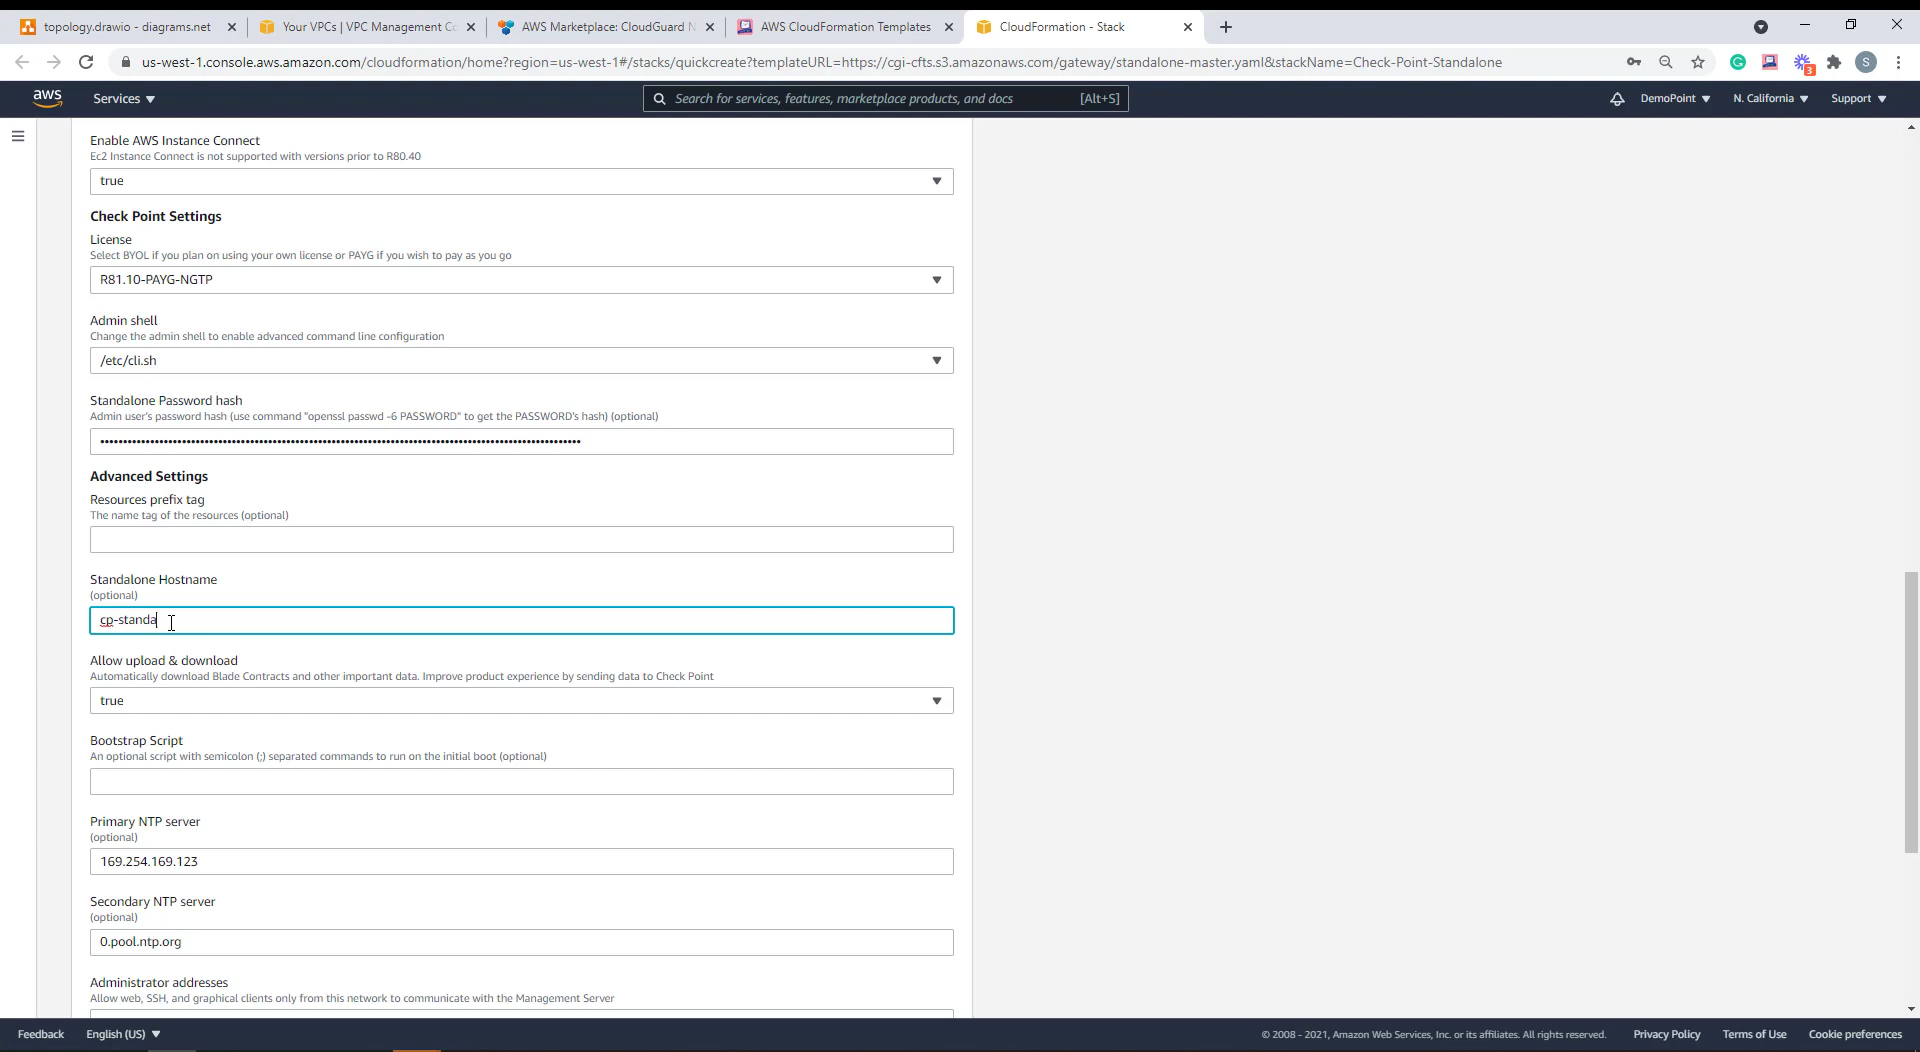 topology.drawio - diagrams.net
Your VPCs | VPC Management Co
AWS Marketplace: CloudGuard N
AWS CloudFormation Templates
CloudFormation - Stack
us-west-1.console.aws.amazon.com/cloudformation/home?region=us-west-1#/stacks/quickcreate?templateURL=https://cgi-cfts.s3.amazonaws.com/gateway/standalone-master.yaml&stackName=Check-Point-Standalone
3
S
aws
Services
Search for services, features, marketplace products, and docs [Alt+S]
DemoPoint
N. California
Support
Enable AWS Instance Connect
Ec2 Instance Connect is not supported with versions prior to R80.40
true
Check Point Settings
License
Select BYOL if you plan on using your own license or PAYG if you wish to pay as you go
R81.10-PAYG-NGTP
Admin shell
Change the admin shell to enable advanced command line configuration
/etc/cli.sh
Standalone Password hash
Admin user's password hash (use command "openssl passwd -6 PASSWORD" to get the PASSWORD's hash) (optional)
Advanced Settings
Resources prefix tag
The name tag of the resources (optional)
Standalone Hostname
(optional)
cp-standa
Allow upload & download
Automatically download Blade Contracts and other important data. Improve product experience by sending data to Check Point
true
Bootstrap Script
An optional script with semicolon (;) separated commands to run on the initial boot (optional)
Primary NTP server
(optional)
169.254.169.123
Secondary NTP server
(optional)
0.pool.ntp.org
Administrator addresses
Allow web, SSH, and graphical clients only from this network to communicate with the Management Server
Feedback
English (US)
© 2008 - 2021, Amazon Web Services, Inc. or its affiliates. All rights reserved.
Privacy Policy
Terms of Use
Cookie preferences